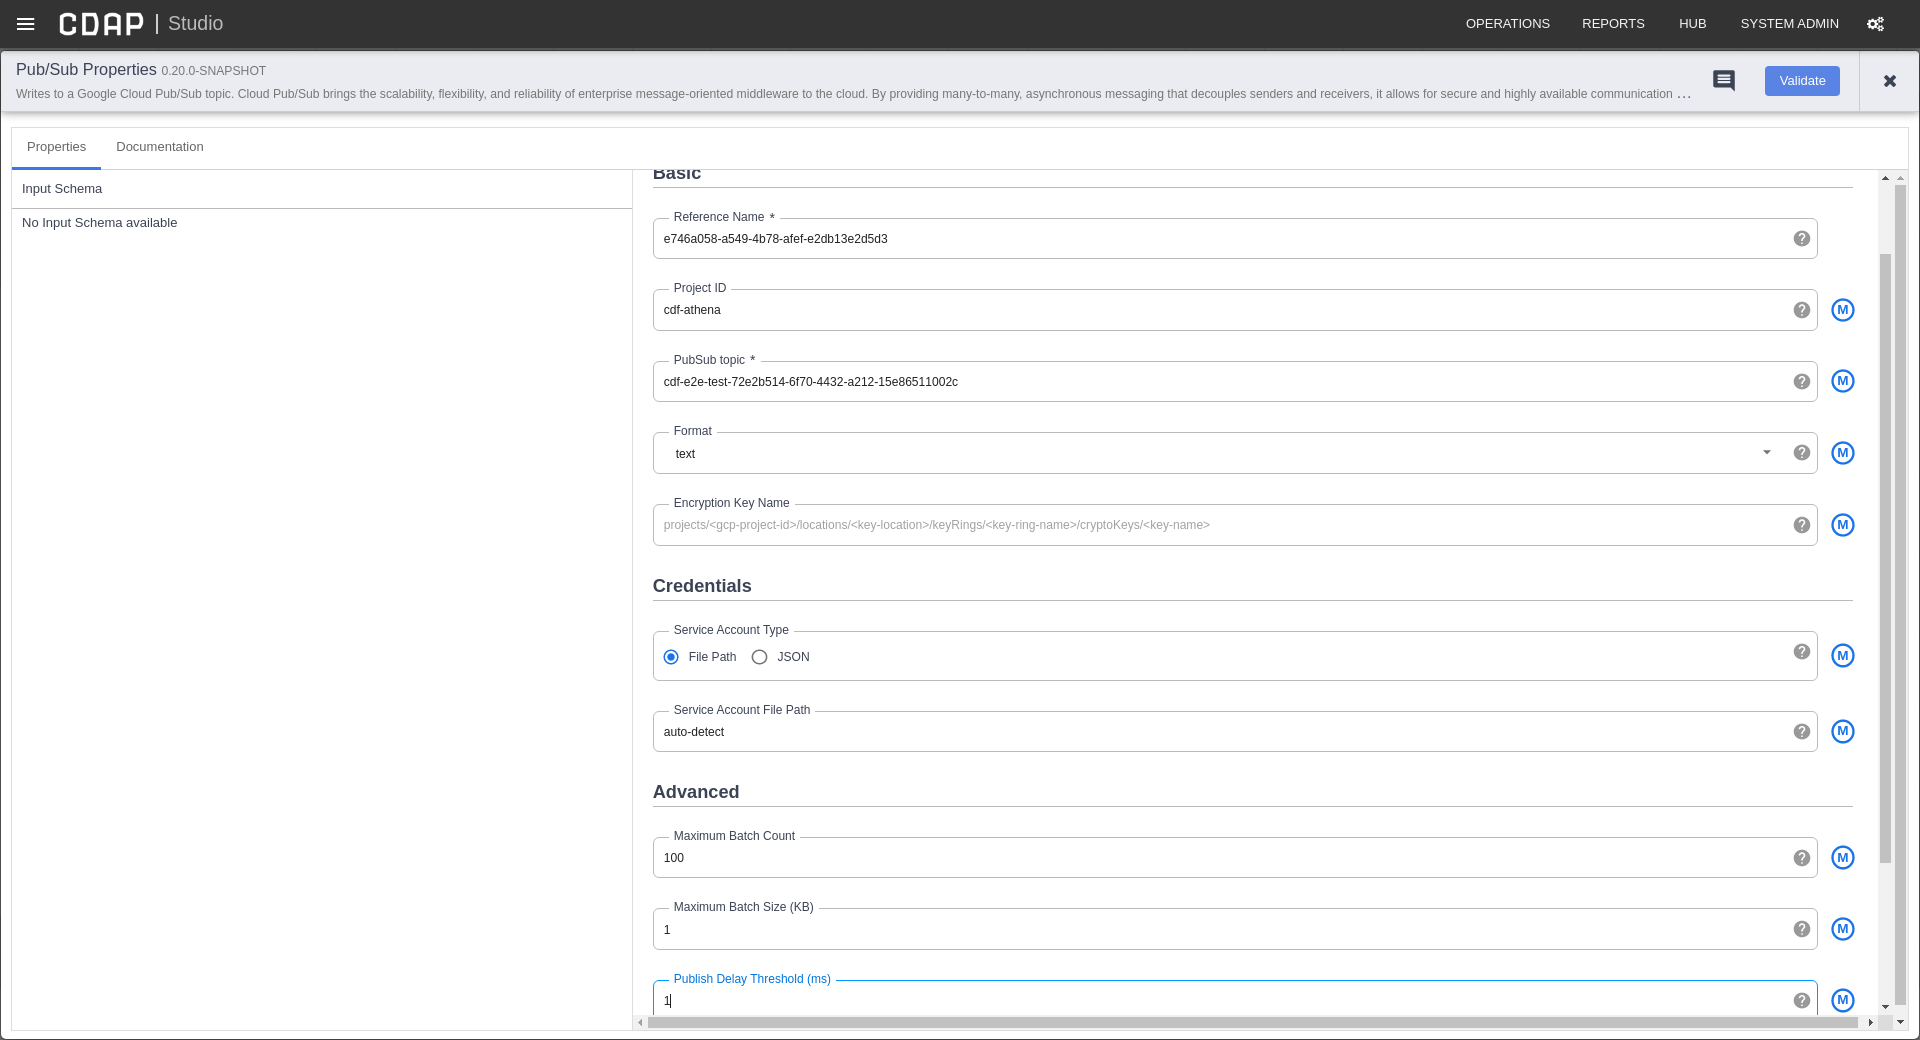 CDAP | Studio
OPERATIONS REPORTS HUB SYSTEM ADMIN
Pub/Sub Properties 0.20.0-SNAPSHOT
Writes to a Google Cloud Pub/Sub topic. Cloud Pub/Sub brings the scalability, flexibility, and reliability of enterprise message-oriented middleware to the cloud. By providing many-to-many, asynchronous messaging that decouples senders and receivers, it allows for secure and highly available communication ...
Validate
Properties Documentation
Input Schema
No Input Schema available
Basic
Reference Name *
e746a058-a549-4b78-afef-e2db13e2d5d3
Project ID
cdf-athena
M
PubSub topic *
cdf-e2e-test-72e2b514-6f70-4432-a212-15e86511002c
M
Format
text
M
Encryption Key Name
projects/<gcp-project-id>/locations/<key-location>/keyRings/<key-ring-name>/cryptoKeys/<key-name>
M
Credentials
Service Account Type
File Path JSON
M
Service Account File Path
auto-detect
M
Advanced
Maximum Batch Count
100
M
Maximum Batch Size (KB)
1
M
Publish Delay Threshold (ms)
1
M